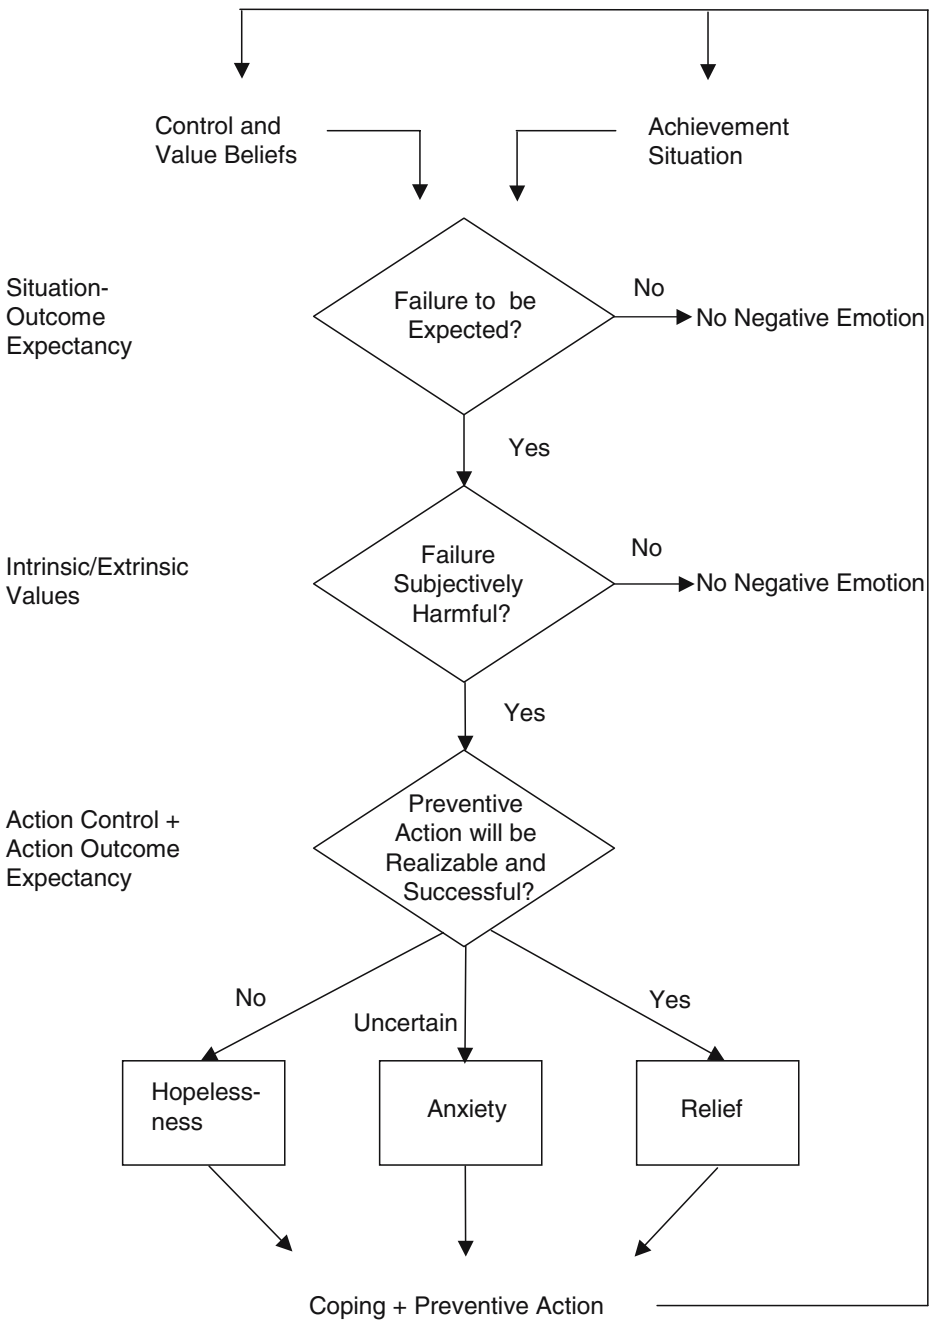 Control and
Value Beliefs
Achievement
Situation
Situation-
Outcome
Expectancy
Failure to be
Expected?
No
No Negative Emotion
Yes
Intrinsic/Extrinsic
Values
Failure
Subjectively
Harmful?
No
No Negative Emotion
Yes
Action Control +
Action Outcome
Expectancy
Preventive
Action will be
Realizable and
Successful?
No
Uncertain
Yes
Hopeless-
ness
Anxiety
Relief
Coping + Preventive Action